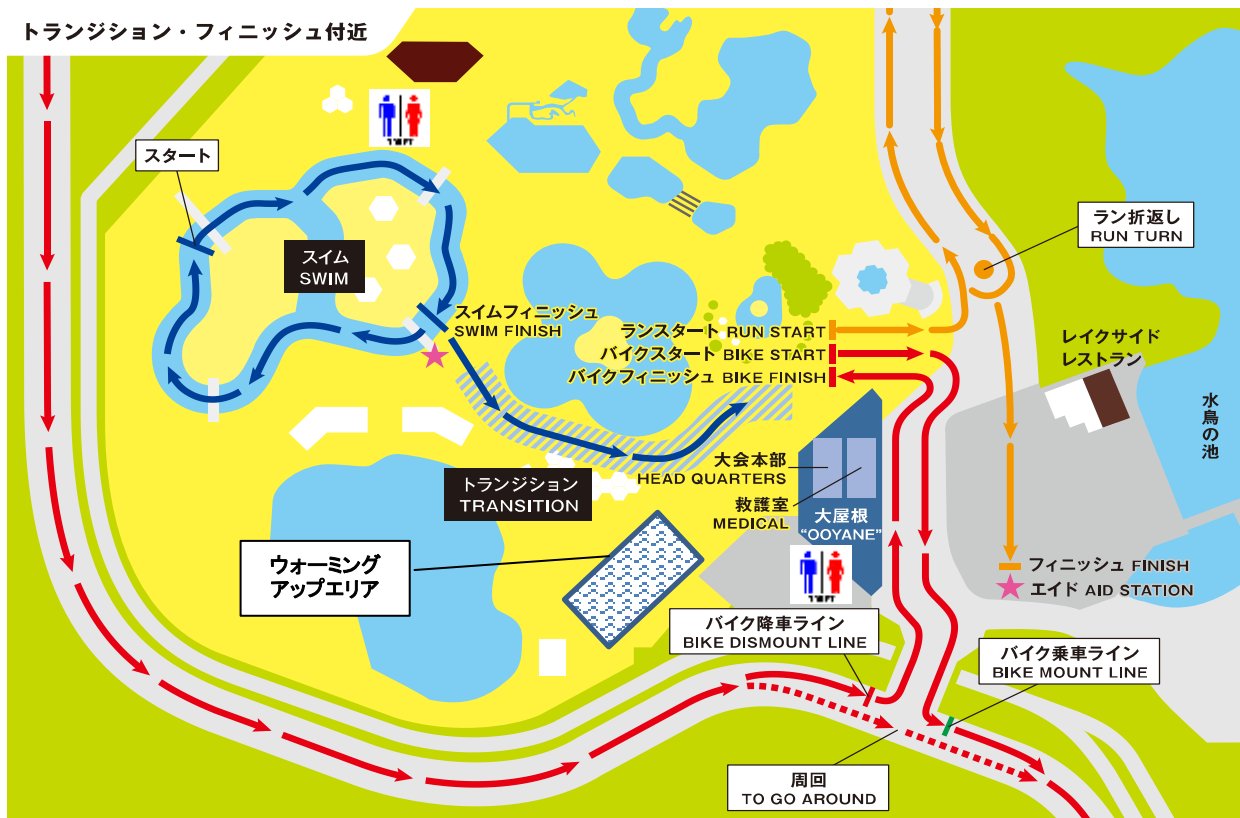 トランジション・フィニッシュ付近
スタート
スイム
SWIM
スイムフィニッシュ
SWIM FINISH
ラン折返し
RUN TURN
ランスタート RUN START
バイクスタート BIKE START
バイクフィニッシュ BIKE FINISH
レイクサイド
レストラン
水鳥の池
大会本部
HEAD QUARTERS
救護室
MEDICAL
大屋根
“OOYANE”
トランジション
TRANSITION
ウォーミング
アップエリア
フィニッシュ FINISH
エイド AID STATION
バイク降車ライン
BIKE DISMOUNT LINE
バイク乗車ライン
BIKE MOUNT LINE
周回
TO GO AROUND